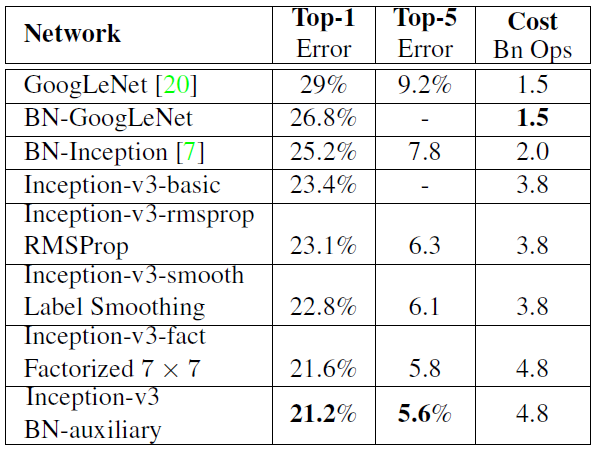 Network Top-1 Error Top-5 Error Cost Bn Ops
GoogLeNet [20] 29% 9.2% 1.5
BN-GoogLeNet 26.8% - 1.5
BN-Inception [7] 25.2% 7.8 2.0
Inception-v3-basic 23.4% - 3.8
Inception-v3-rmsprop
RMSProp 23.1% 6.3 3.8
Inception-v3-smooth
Label Smoothing 22.8% 6.1 3.8
Inception-v3-fact
Factorized 7 × 7 21.6% 5.8 4.8
Inception-v3
BN-auxiliary 21.2% 5.6% 4.8